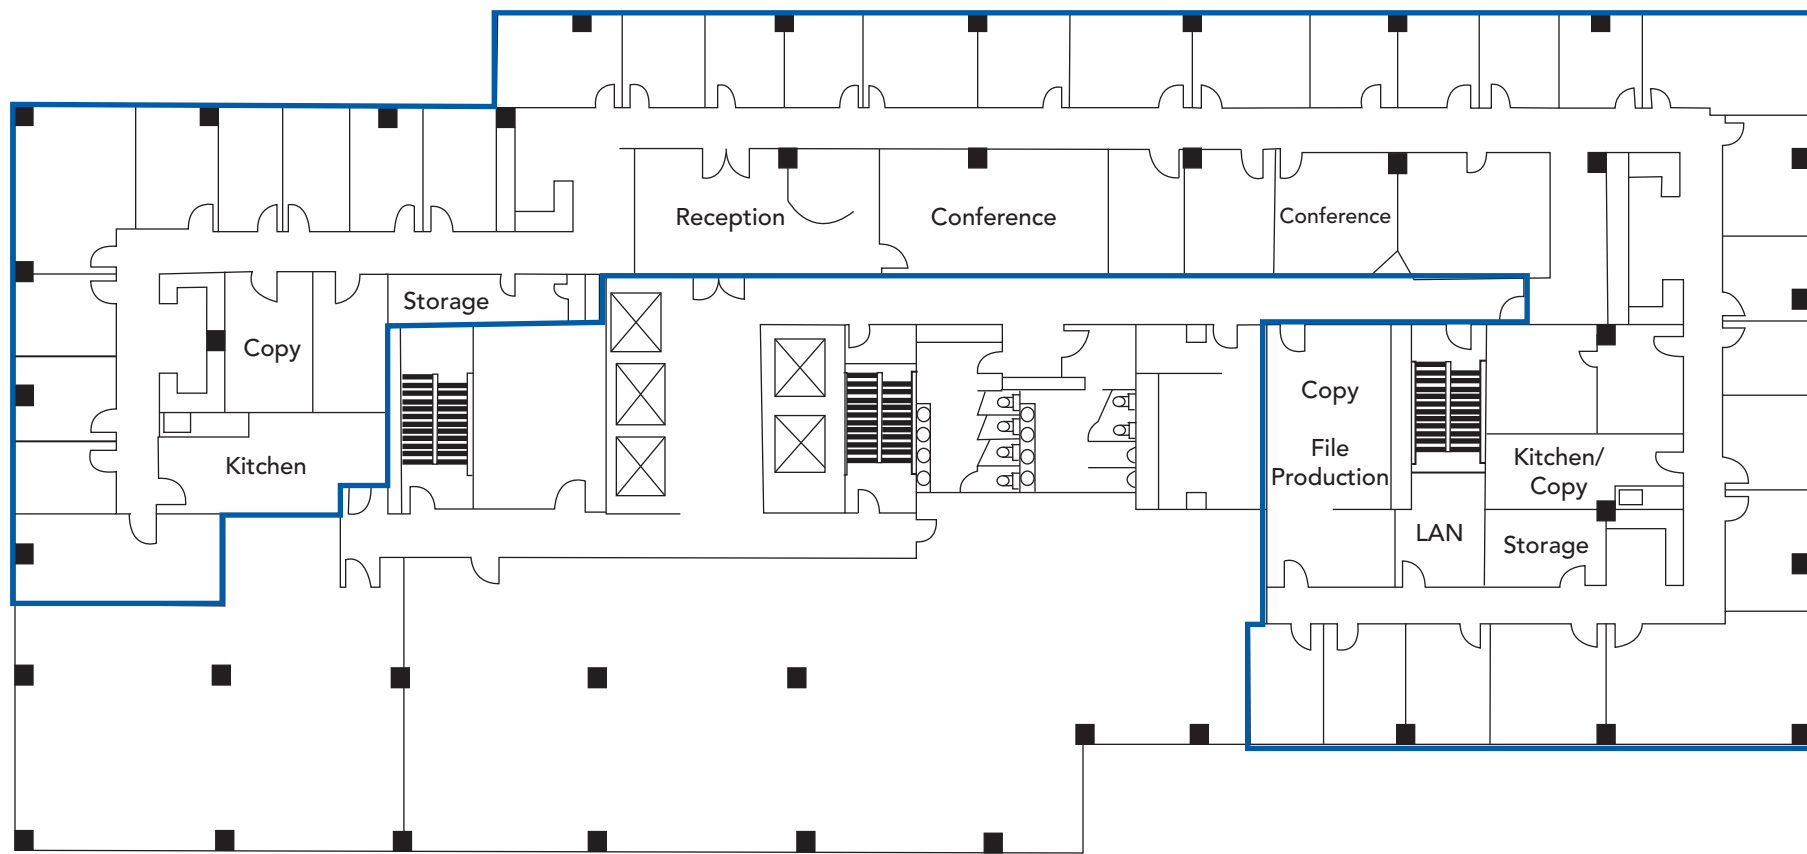 Reception
Conference
Conference
Storage
Copy
Kitchen
Copy
File
Production
Kitchen/
Copy
LAN
Storage